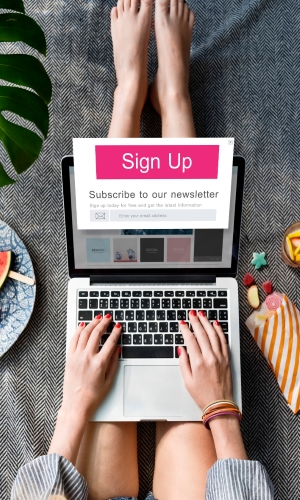 Sign Up
Subscribe to our newsletter
Sign up today for free and get the latest information
Enter your email address